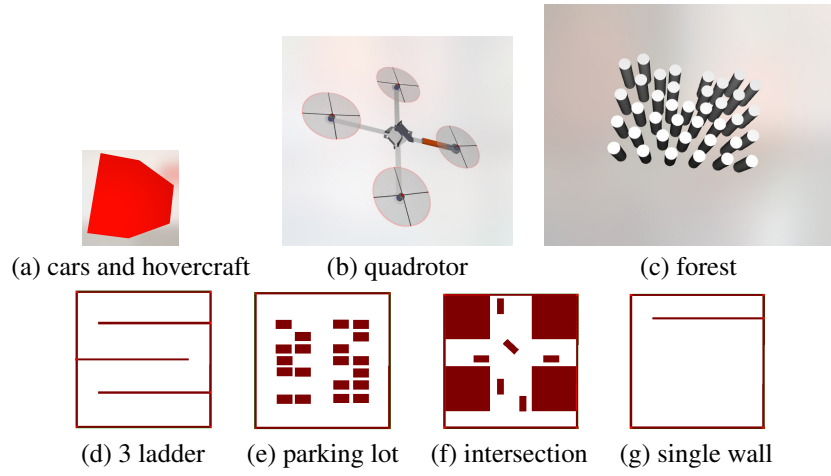 (a) cars and hovercraft
(b) quadrotor
(c) forest
(d) 3 ladder
(e) parking lot
(f) intersection
(g) single wall